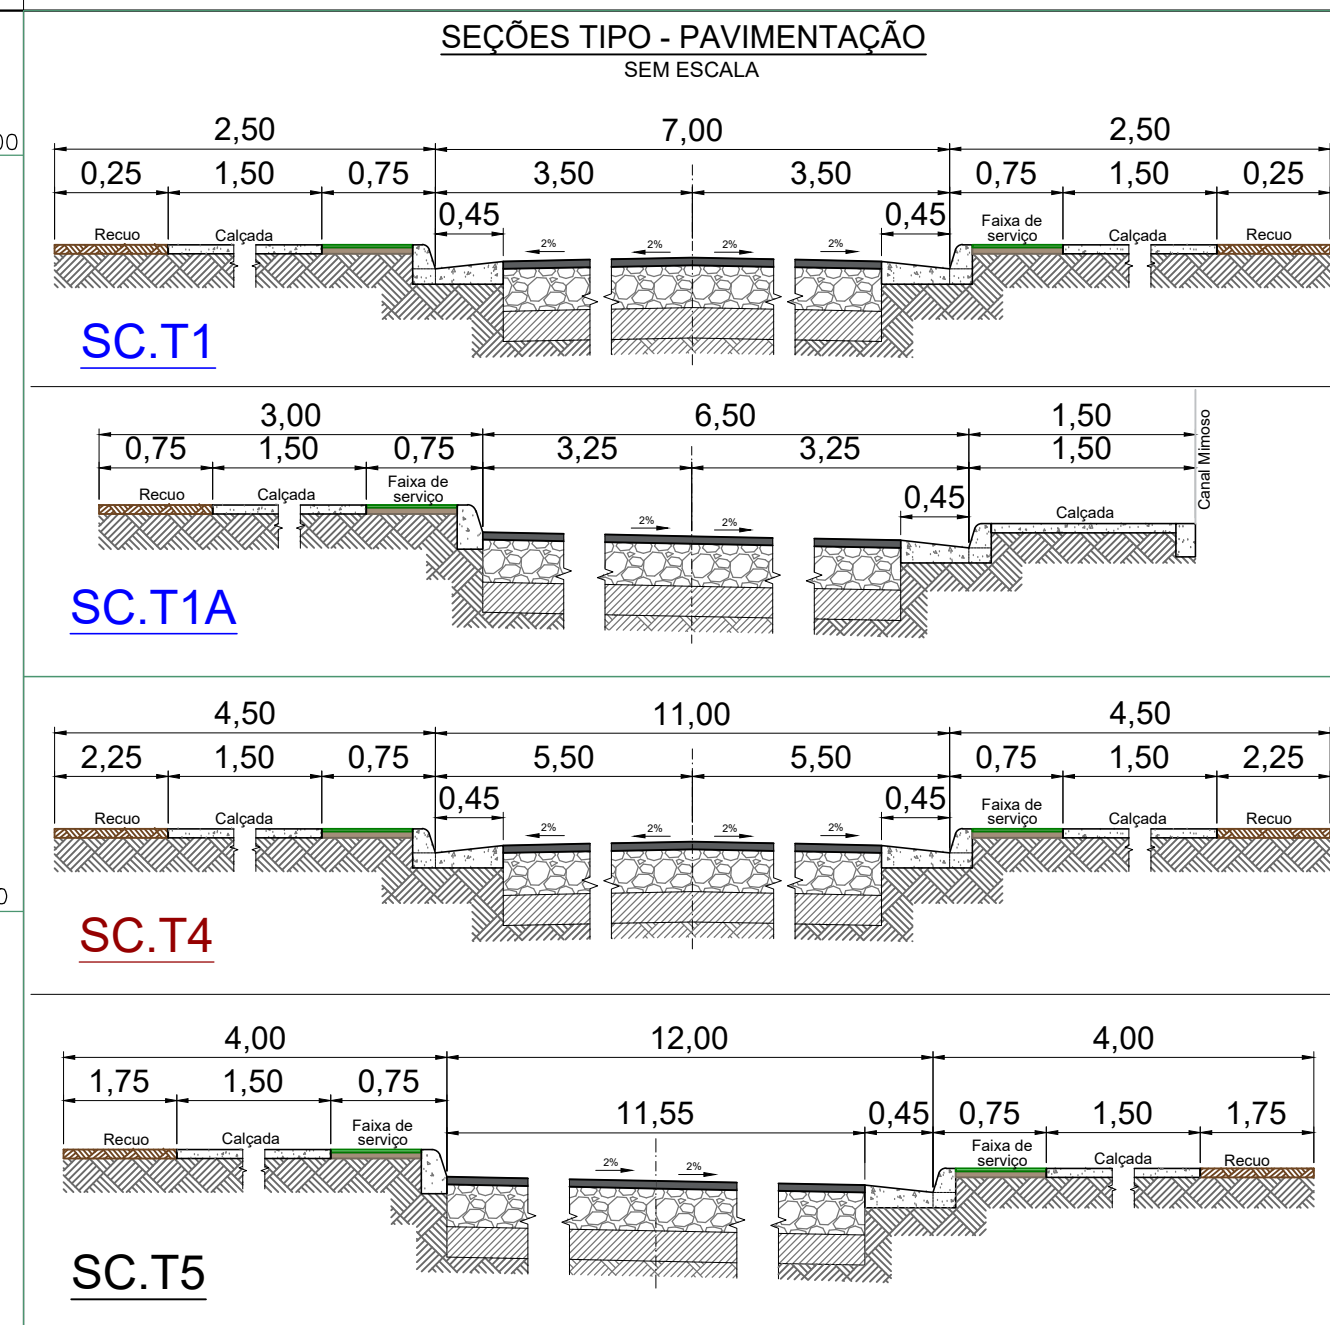 SEÇÕES TIPO - PAVIMENTAÇÃO
SEM ESCALA
00
2,50 7,00 2,50
0,25 1,50 0,75 3,50 3,50 0,75 1,50 0,25
0,45 0,45
Recuo Calçada 2% 2% 2% 2% Faixa de serviço Calçada Recuo
SC.T1
3,00 6,50 1,50
0,75 1,50 0,75 3,25 3,25 1,50
0,45
Recuo Calçada Faixa de serviço 2% 2% Calçada
Canal Mimoso
SC.T1A
4,50 11,00 4,50
2,25 1,50 0,75 5,50 5,50 0,75 1,50 2,25
0,45 0,45
Recuo Calçada 2% 2% 2% 2% Faixa de serviço Calçada Recuo
0
SC.T4
4,00 12,00 4,00
1,75 1,50 0,75
11,55 0,45 0,75 1,50 1,75
Recuo Calçada Faixa de serviço 2% 2% Faixa de serviço Calçada Recuo
SC.T5